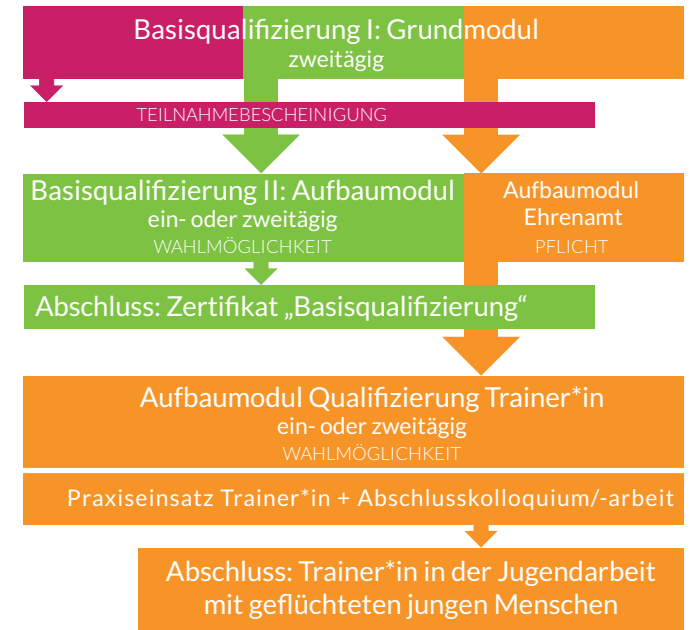 Basisqualifizierung I: Grundmodul
zweitägig
TEILNAHMEBESCHEINIGUNG
Basisqualifizierung II: Aufbaumodul
ein- oder zweitägig
WAHLMÖGLICHKEIT
Aufbaumodul
Ehrenamt
PFLICHT
Abschluss: Zertifikat „Basisqualifizierung“
Aufbaumodul Qualifizierung Trainer*in
ein- oder zweitägig
WAHLMÖGLICHKEIT
Praxiseinsatz Trainer*in + Abschlusskolloquium/-arbeit
Abschluss: Trainer*in in der Jugendarbeit
mit geflüchteten jungen Menschen